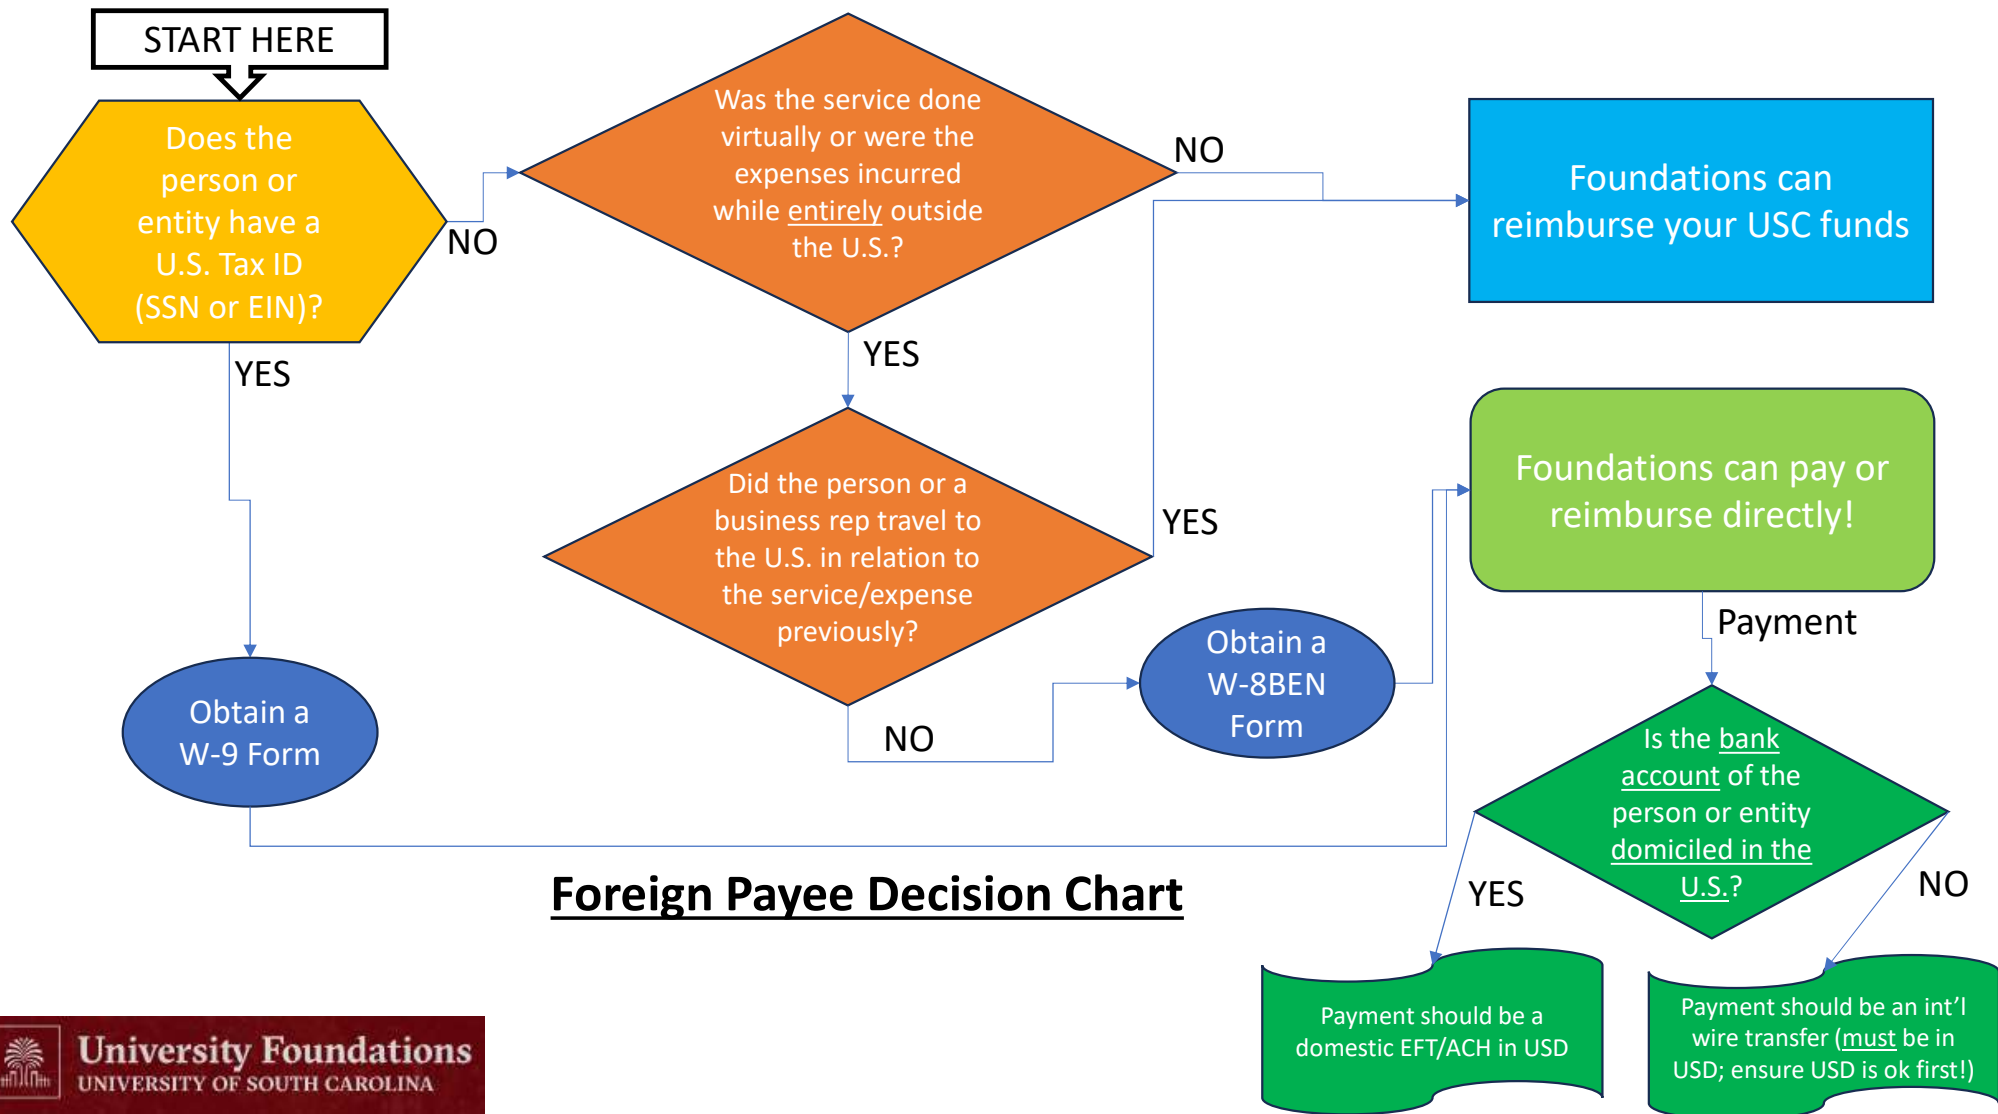 START HERE
Does the
person or
entity have a
U.S. Tax ID
(SSN or EIN)?
NO
YES
Was the service done
virtually or were the
expenses incurred
while entirely outside
the U.S.?
NO
YES
Foundations can
reimburse your USC funds
Did the person or a
business rep travel to
the U.S. in relation to
the service/expense
previously?
YES
NO
Obtain a
W-8BEN
Form
Foundations can pay or
reimburse directly!
Payment
Obtain a
W-9 Form
Is the bank
account of the
person or entity
domiciled in the
U.S.?
YES
NO
Foreign Payee Decision Chart
Payment should be a
domestic EFT/ACH in USD
Payment should be an int’l
wire transfer (must be in
USD; ensure USD is ok first!)
University Foundations
UNIVERSITY OF SOUTH CAROLINA